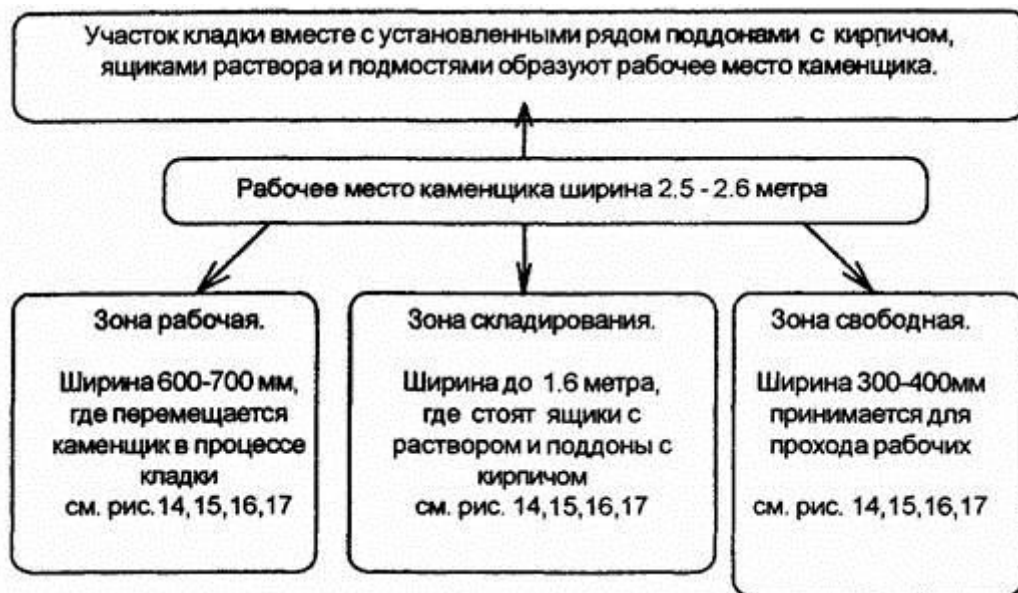 Участок кладки вместе с установленными рядом поддонами с кирпичом,
ящиками раствора и подмостями образуют рабочее место каменщика.
Рабочее место каменщика ширина 2.5 - 2.6 метра
Зона рабочая.
Ширина 600-700 мм,
где перемещается
каменщик в процессе
кладки
см. рис. 14,15,16,17
Зона складирования.
Ширина до 1.6 метра,
где стоят ящики с
раствором и поддоны с
кирпичом
см. рис. 14,15,16,17
Зона свободная.
Ширина 300-400мм
принимается для
прохода рабочих
см. рис. 14,15,16,17